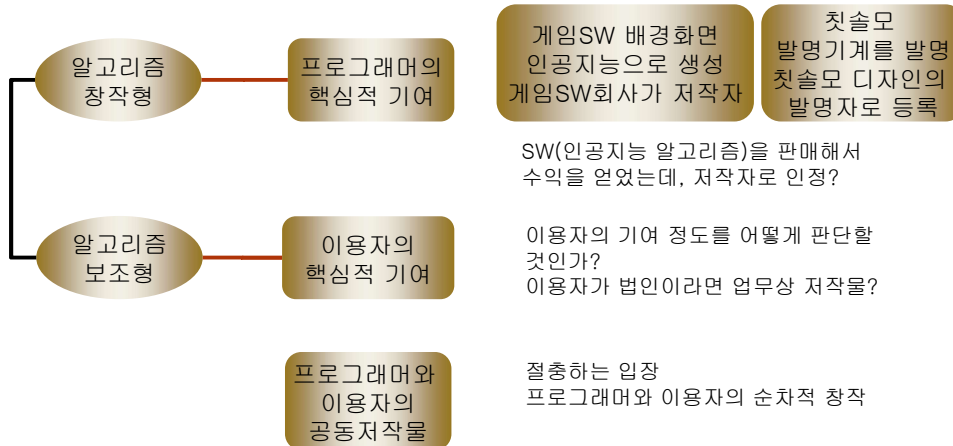 알고리즘
창작형
프로그래머의
핵심적 기여
게임SW 배경화면
인공지능으로 생성
게임SW회사가 저작자
칫솔모
발명기계를 발명
칫솔모 디자인의
발명자로 등록
SW(인공지능 알고리즘)을 판매해서
수익을 얻었는데, 저작자로 인정?
알고리즘
보조형
이용자의
핵심적 기여
이용자의 기여 정도를 어떻게 판단할
것인가?
이용자가 법인이라면 업무상 저작물?
프로그래머와
이용자의
공동저작물
절충하는 입장
프로그래머와 이용자의 순차적 창작